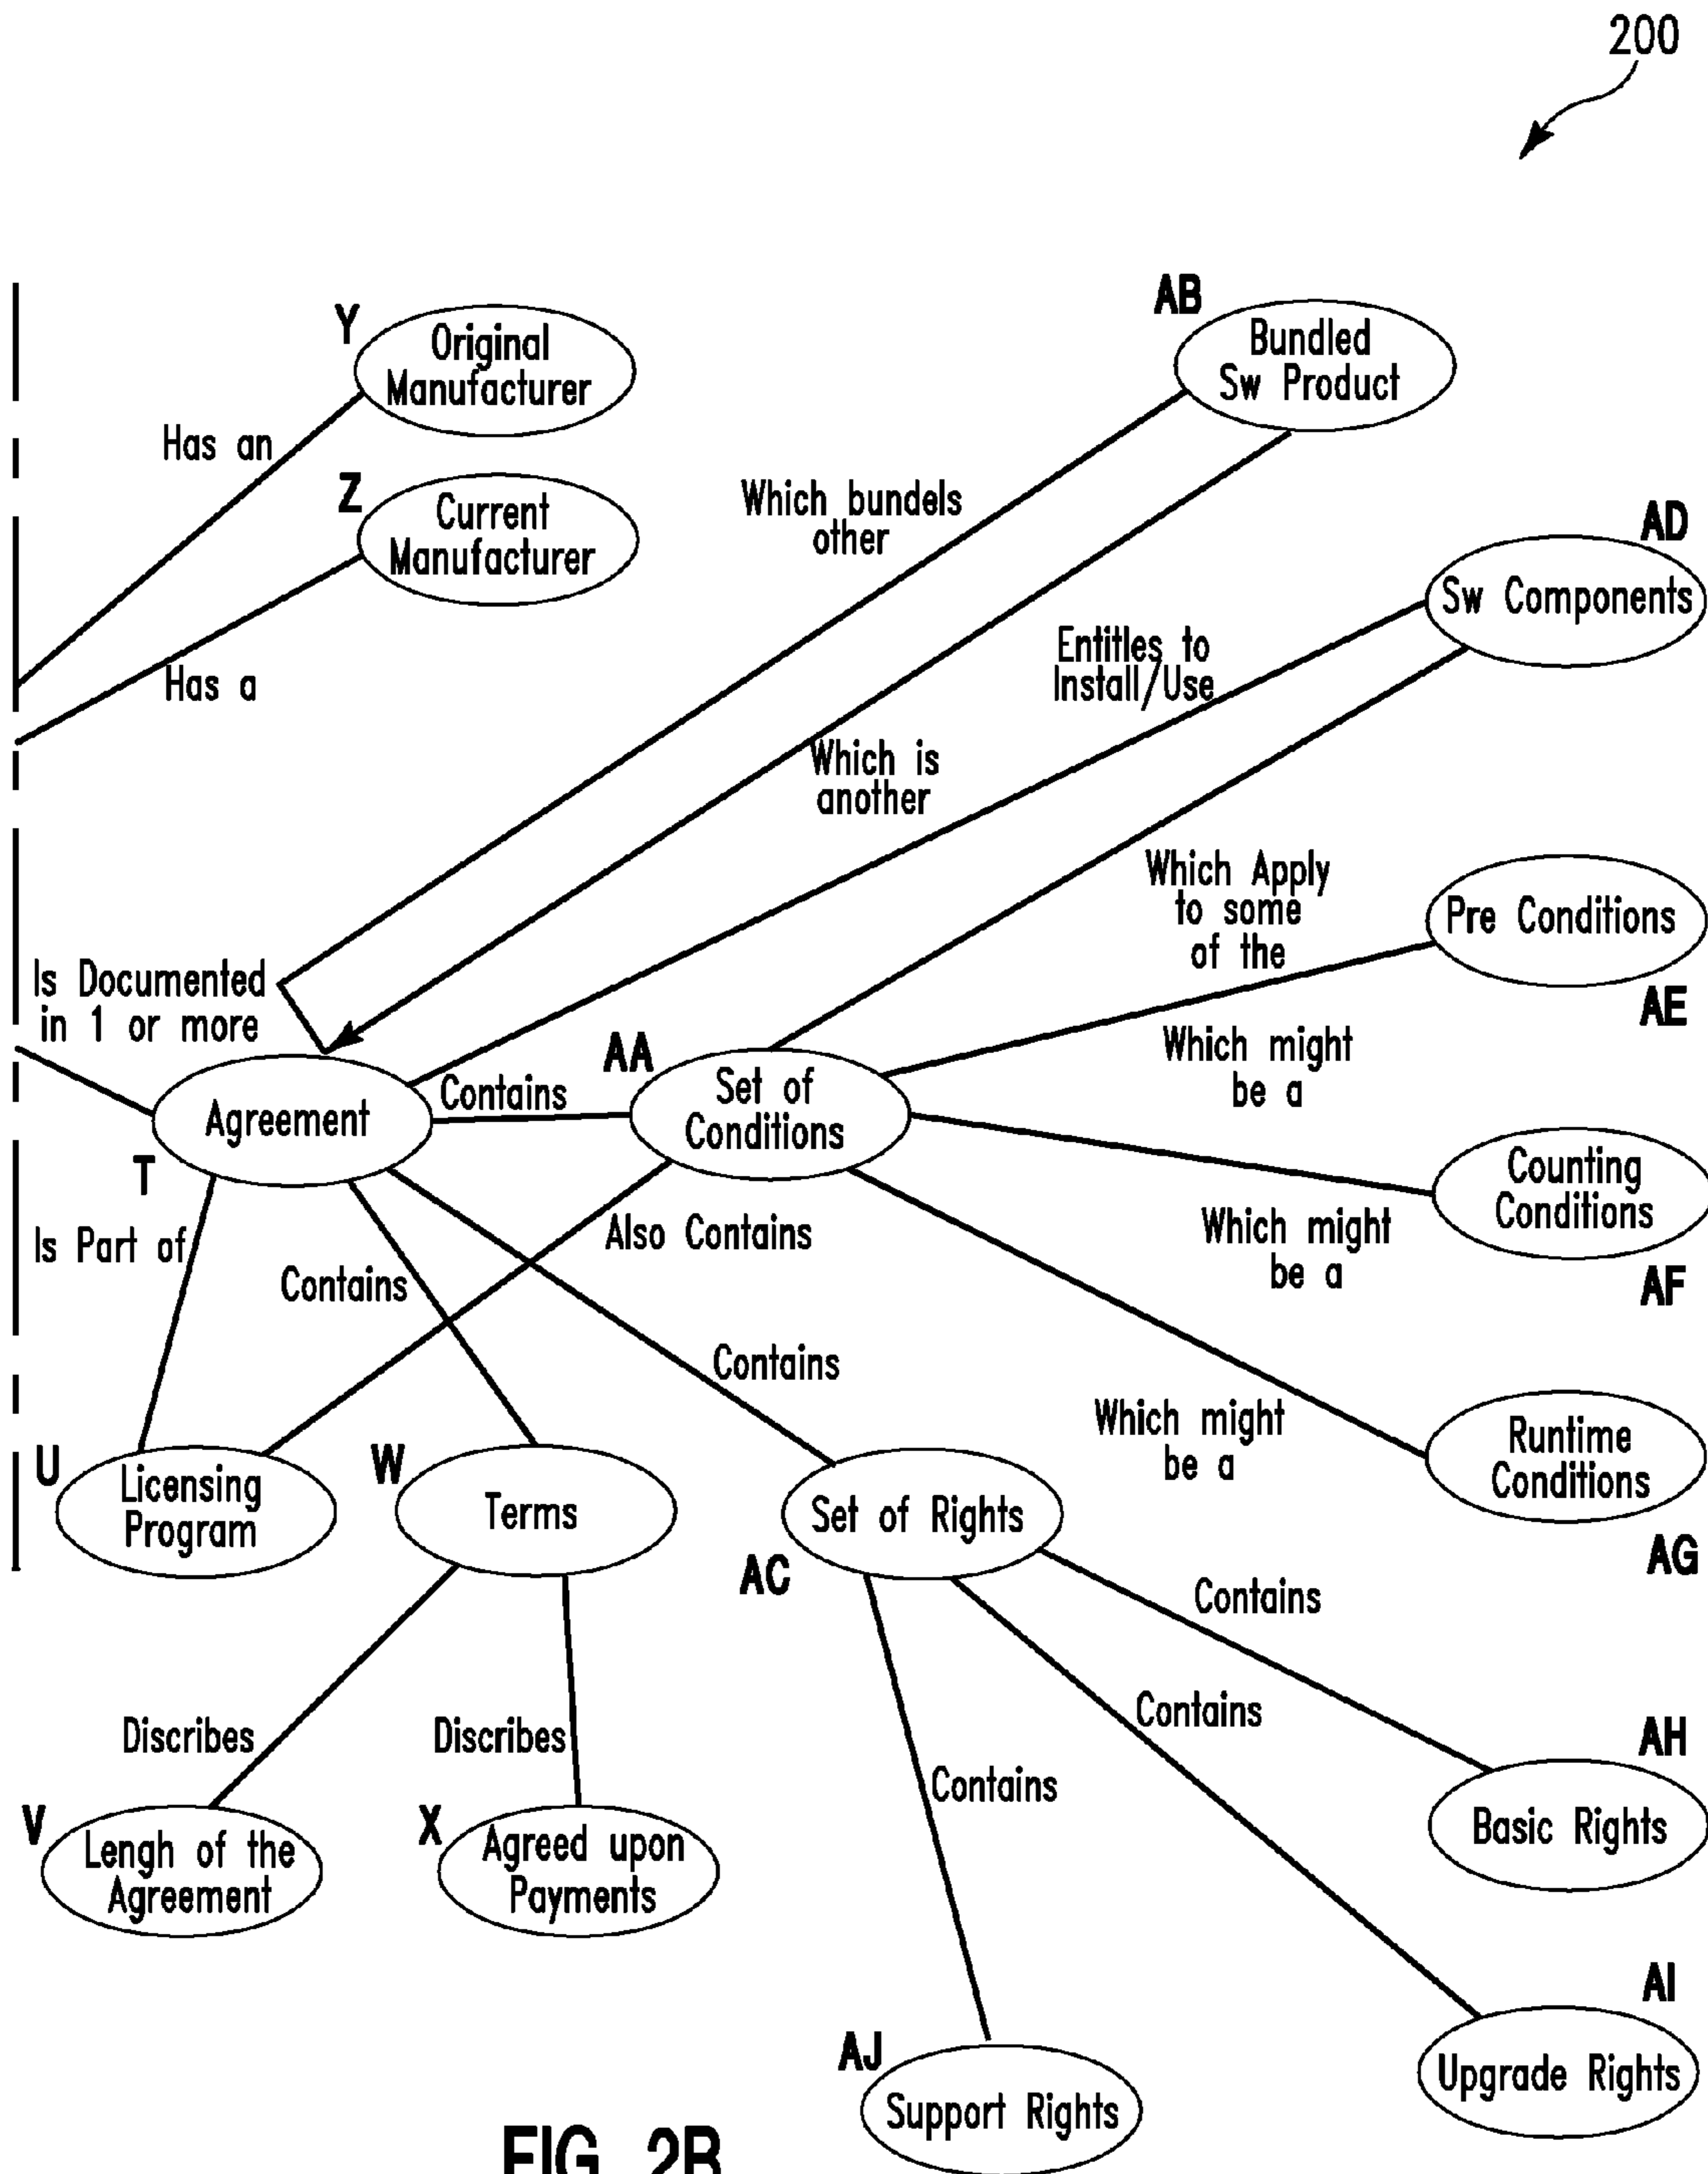 200
Y
Original
Manufacturer
AB
Bundled
Sw Product
Has an
Z
Current
Manufacturer
Which bundels
other
AD
Sw Components
Has a
Entitles to
Install/Use
Which is
another
Which Apply
to some
of the
Pre Conditions
AE
Is Documented
in 1 or more
AA
Set of
Conditions
Which might
be a
Agreement
T
Contains
Counting
Conditions
AF
Is Part of
Contains
Also Contains
Which might
be a
Contains
Which might
be a
Runtime
Conditions
AG
U
Licensing
Program
W
Terms
Set of Rights
AC
Contains
Discribes
Discribes
Contains
Contains
AH
Basic Rights
V
Lengh of the
Agreement
X
Agreed upon
Payments
AI
Upgrade Rights
AJ
Support Rights
FIG. 2B